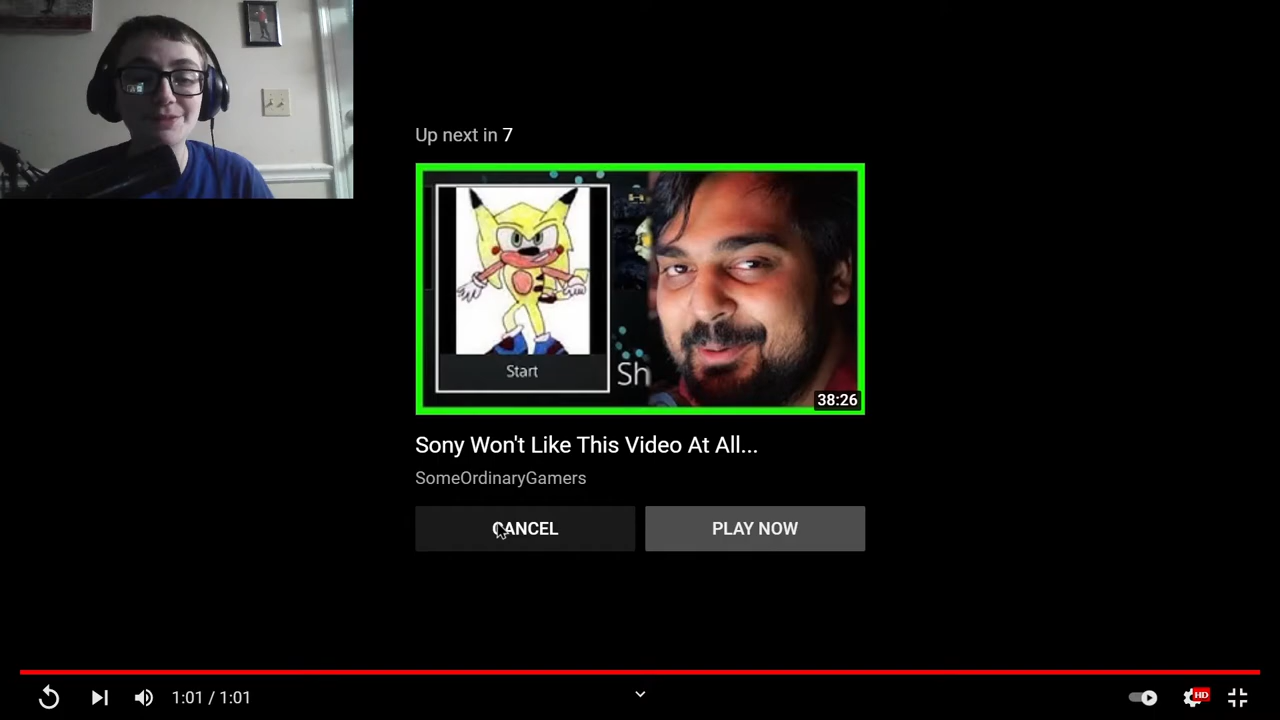 Up next in 7
Start
Sh
38:26
Sony Won't Like This Video At All...
SomeOrdinaryGamers
CANCEL
PLAY NOW
1:01 / 1:01
HD